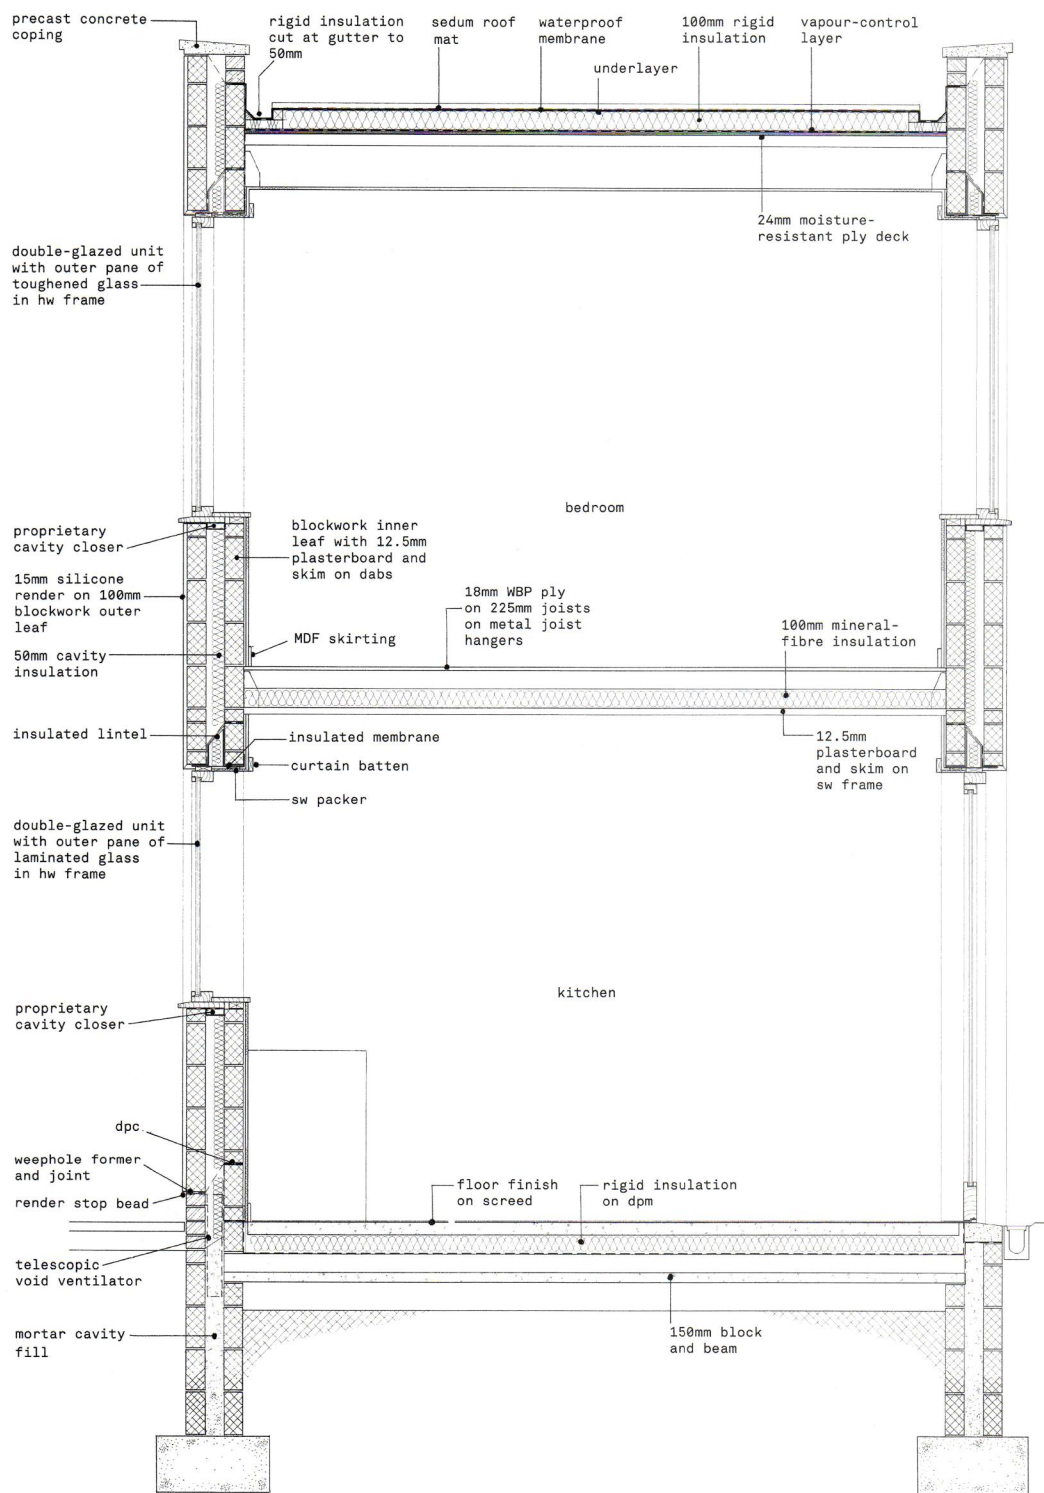 precast concrete
coping
rigid insulation
cut at gutter to
50mm
sedum roof
mat
waterproof
membrane
underlayer
100mm rigid
insulation
vapour-control
layer
24mm moisture-
resistant ply deck
double-glazed unit
with outer pane of
toughened glass
in hw frame
bedroom
proprietary
cavity closer
blockwork inner
leaf with 12.5mm
plasterboard and
skim on dabs
15mm silicone
render on 100mm
blockwork outer
leaf
18mm WBP ply
on 225mm joists
on metal joist
hangers
100mm mineral-
fibre insulation
MDF skirting
50mm cavity
insulation
insulated lintel
insulated membrane
curtain batten
sw packer
12.5mm
plasterboard
and skim on
sw frame
double-glazed unit
with outer pane of
laminated glass
in hw frame
kitchen
proprietary
cavity closer
dpc
weephole former
and joint
render stop bead
floor finish
on screed
rigid insulation
on dpm
telescopic
void ventilator
mortar cavity
fill
150mm block
and beam